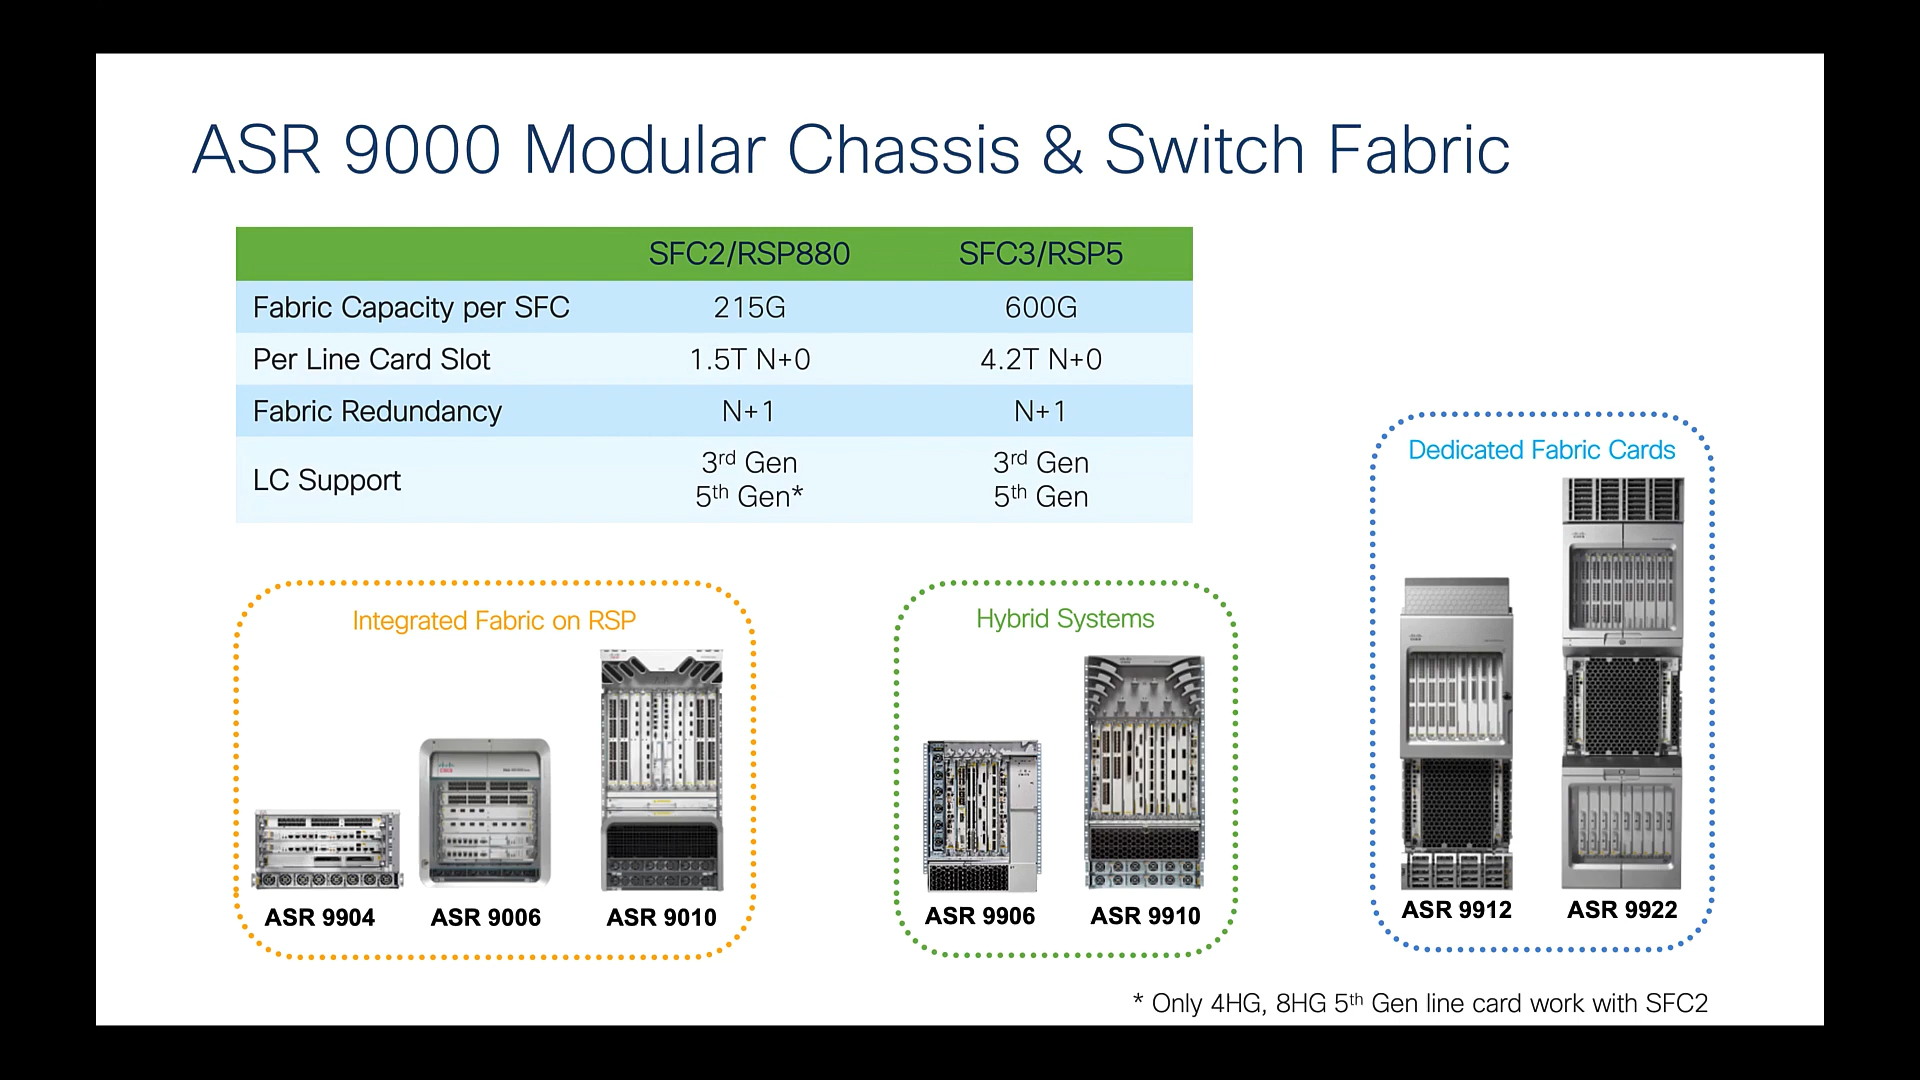 ASR 9000 Modular Chassis & Switch Fabric
SFC2/RSP880 SFC3/RSP5
Fabric Capacity per SFC 215G 600G
Per Line Card Slot 1.5T N+0 4.2T N+0
Fabric Redundancy N+1 N+1
LC Support 3rd Gen 5th Gen* 3rd Gen 5th Gen
Integrated Fabric on RSP
ASR 9904 ASR 9006 ASR 9010
Hybrid Systems
ASR 9906 ASR 9910
Dedicated Fabric Cards
ASR 9912 ASR 9922
* Only 4HG, 8HG 5th Gen line card work with SFC2